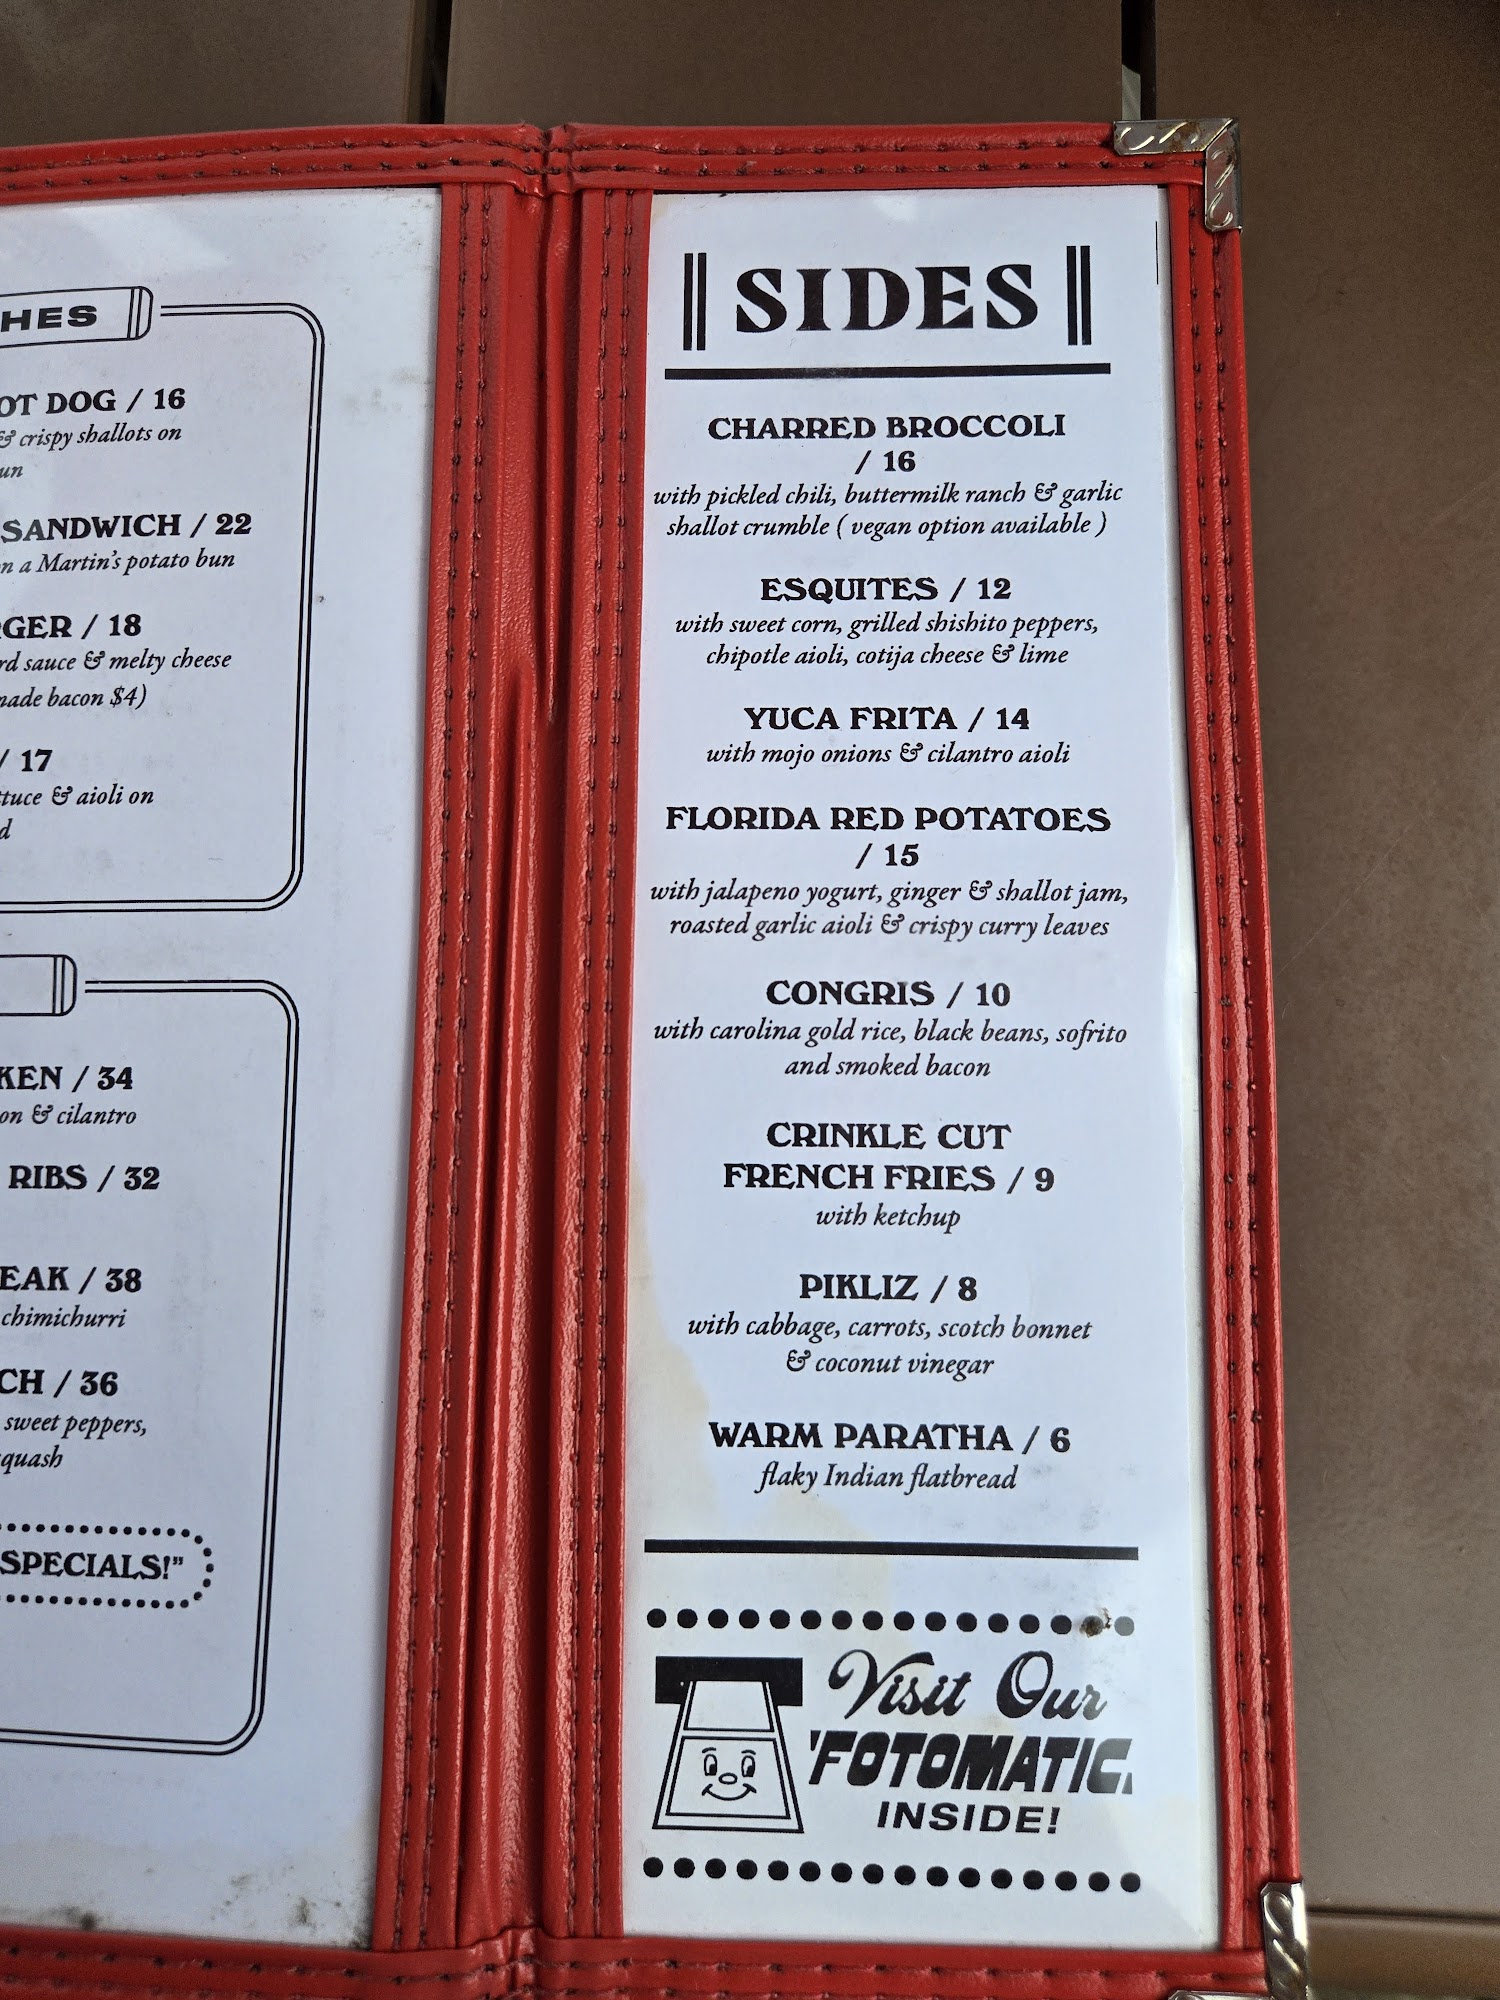 HES
OT DOG / 16
& crispy shallots on
un
SANDWICH / 22
n a Martin's potato bun
GER / 18
rd sauce & melty cheese
made bacon $4)
/ 17
ttuce & aioli on
d
KEN / 34
on & cilantro
RIBS / 32
EAK / 38
chimichurri
CH / 36
sweet peppers,
quash
SPECIALS!"
SIDES
CHARRED BROCCOLI
/ 16
with pickled chili, buttermilk ranch & garlic
shallot crumble ( vegan option available )
ESQUITES / 12
with sweet corn, grilled shishito peppers,
chipotle aioli, cotija cheese & lime
YUCA FRITA / 14
with mojo onions & cilantro aioli
FLORIDA RED POTATOES
/ 15
with jalapeno yogurt, ginger & shallot jam,
roasted garlic aioli & crispy curry leaves
CONGRIS / 10
with carolina gold rice, black beans, sofrito
and smoked bacon
CRINKLE CUT
FRENCH FRIES / 9
with ketchup
PIKLIZ / 8
with cabbage, carrots, scotch bonnet
& coconut vinegar
WARM PARATHA / 6
flaky Indian flatbread
Visit Our
'FOTOMATIC.
INSIDE!